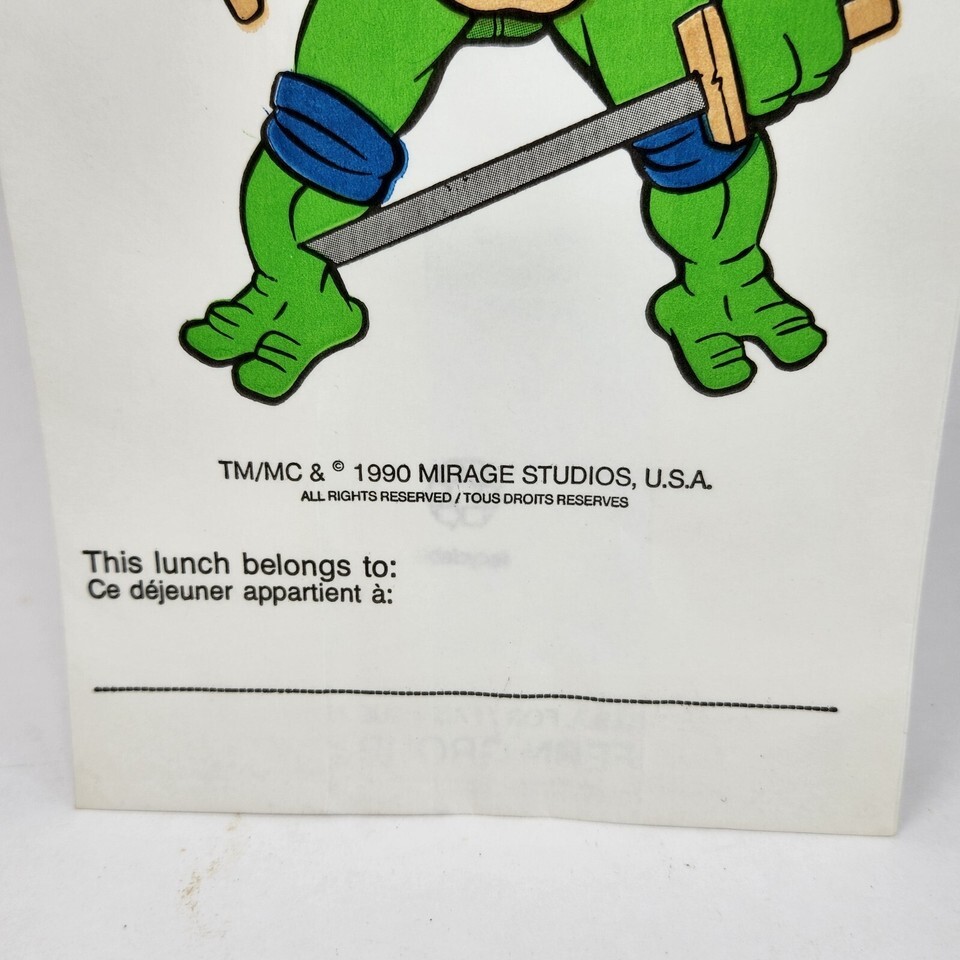 TM/MC & © 1990 MIRAGE STUDIOS, U.S.A.
ALL RIGHTS RESERVED / TOUS DROITS RESERVES
This lunch belongs to:
Ce déjeuner appartient à: